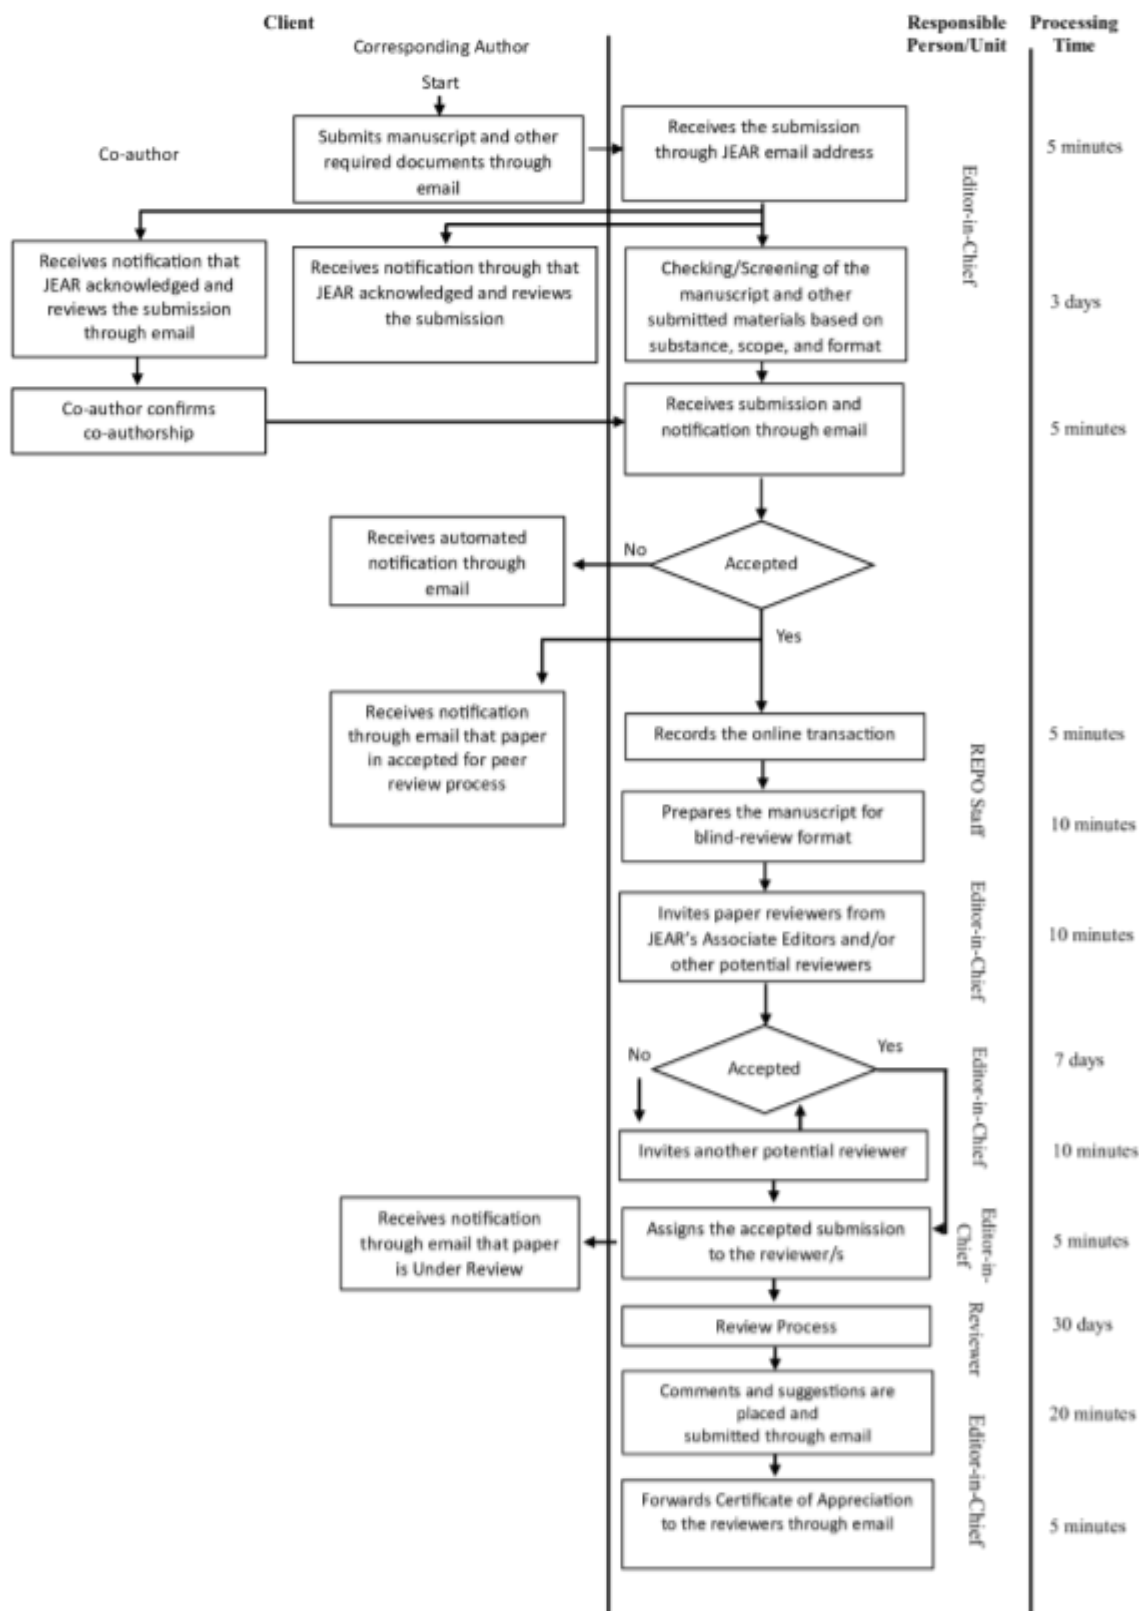 Client
Responsible
Person/Unit
Processing
Time
Corresponding Author
Start
Co-author
Submits manuscript and other
required documents through
email
Receives the submission
through JEAR email address
5 minutes
Editor-in-Chief
Receives notification that
JEAR acknowledged and
reviews the submission
through email
Receives notification through that
JEAR acknowledged and reviews
the submission
Checking/Screening of the
manuscript and other
submitted materials based on
substance, scope, and format
3 days
Co-author confirms
co-authorship
Receives submission and
notification through email
5 minutes
Receives automated
notification through
email
No
Accepted
Yes
Receives notification
through email that paper
in accepted for peer
review process
Records the online transaction
5 minutes
REPO Staff
Prepares the manuscript for
blind-review format
10 minutes
Invites paper reviewers from
JEAR's Associate Editors and/or
other potential reviewers
Editor-in-Chief
10 minutes
No
Accepted
Yes
7 days
Editor-in-Chief
Invites another potential reviewer
10 minutes
Receives notification
through email that paper
is Under Review
Assigns the accepted submission
to the reviewer/s
Editor-in-
Chief
5 minutes
Review Process
Reviewer
30 days
Comments and suggestions are
placed and
submitted through email
20 minutes
Editor-in-Chief
Forwards Certificate of Appreciation
to the reviewers through email
5 minutes